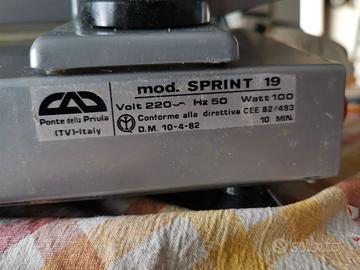 CAD
Ponte della Priula
(TV)-Italy
mod. SPRINT 19
Volt 220~ Hz 50 Watt 100
Conforme alla direttiva CEE 82/493
D.M. 10-4-82 10 MIN.
subito